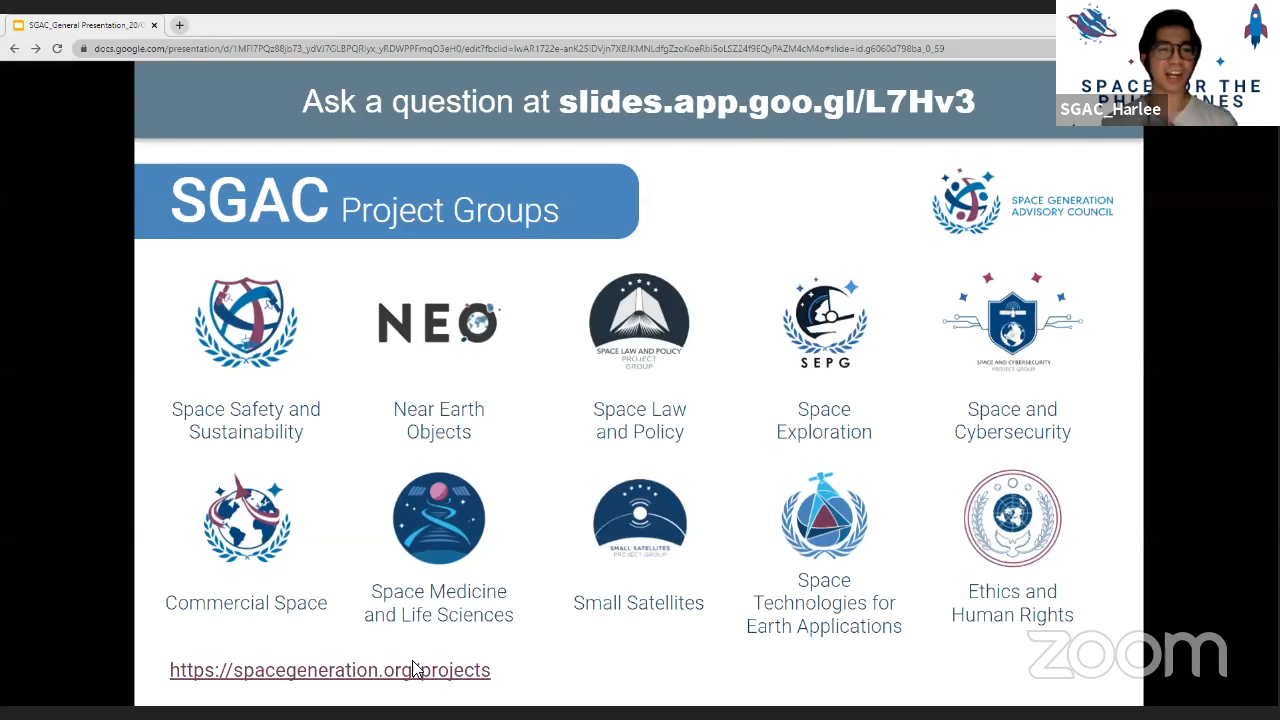 SGAC_General Presentation_20/0
Ask a question at slides.app.goo.gl/L7Hv3
SPACE FOR THE
SGAC_Harlee
SGAC Project Groups
SPACE GENERATION
ADVISORY COUNCIL
NEO
SPACE LAW AND POLICY
PROJECT
GROUP
SEPG
SPACE AND CYBERSECURITY
PROJECT GROUP
Space Safety and
Sustainability
Near Earth
Objects
Space Law
and Policy
Space
Exploration
Space and
Cybersecurity
SMALL SATELLITES
PROJECT GROUP
Commercial Space
Space Medicine
and Life Sciences
Small Satellites
Space
Technologies for
Earth Applications
Ethics and
Human Rights
https://spacegeneration.org/projects
zoom